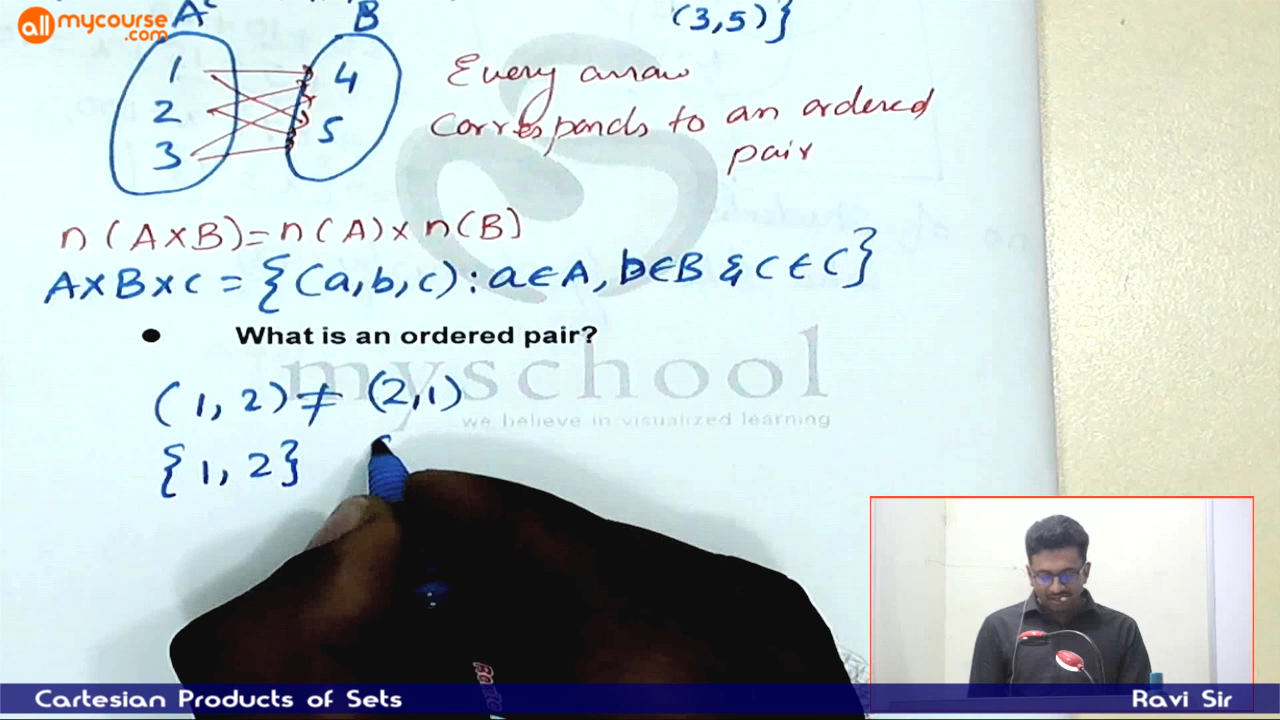 allmycourse
.com
A B
(3,5)}
1 4
2 5
3
Every arrow
Corresponds to an ordered
pair
n(A×B)=n(A)×n(B)
A×B×C = {(a,b,c):a∈A, b∈B & C∈C}
● What is an ordered pair?
(1,2)≠(2,1)
{1,2}
myschool
we believe in visualized learning
Cartesian Products of Sets
Ravi Sir